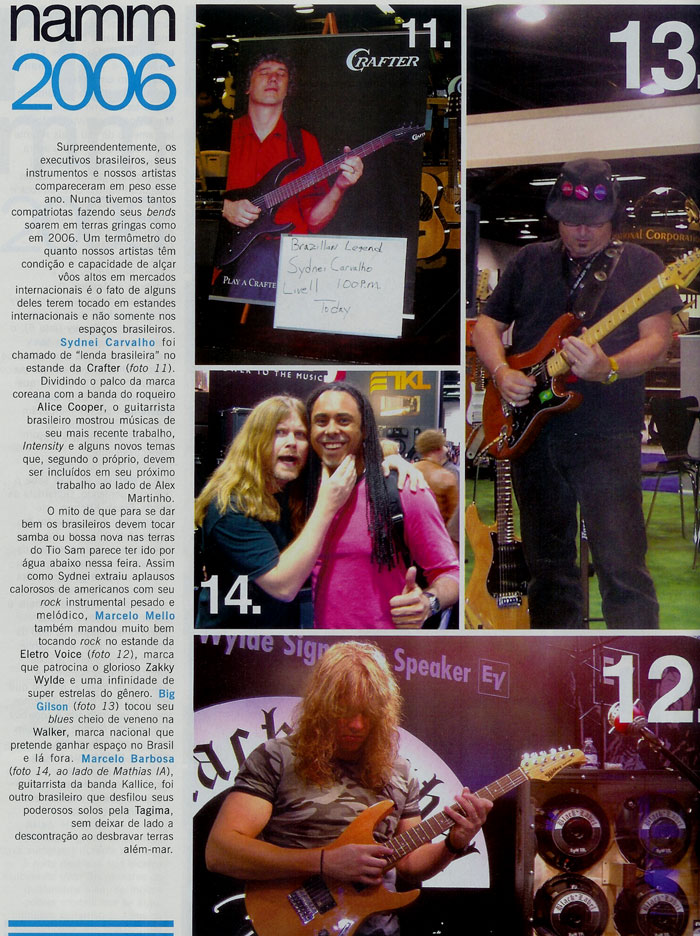 namm
2006
Surpreendentemente, os
executivos brasileiros, seus
instrumentos e nossos artistas
compareceram em peso esse
ano. Nunca tivemos tantos
compatriotas fazendo seus bends
soarem em terras gringas como
em 2006. Um termômetro do
quanto nossos artistas têm
condição e capacidade de alçar
vôos altos em mercados
internacionais é o fato de alguns
deles terem tocado em estandes
internacionais e não somente nos
espaços brasileiros.
Sydnei Carvalho foi
chamado de “lenda brasileira” no
estande da Crafter (foto 11).
Dividindo o palco da marca
coreana com a banda do roqueiro
Alice Cooper, o guitarrista
brasileiro mostrou músicas de
seu mais recente trabalho,
Intensity e alguns novos temas
que, segundo o próprio, devem
ser incluídos em seu próximo
trabalho ao lado de Alex
Martinho.
O mito de que para se dar
bem os brasileiros devem tocar
samba ou bossa nova nas terras
do Tio Sam parece ter ido por
água abaixo nessa feira. Assim
como Sydnei extraiu aplausos
calorosos de americanos com seu
rock instrumental pesado e
melódico, Marcelo Mello
também mandou muito bem
tocando rock no estande da
Eletro Voice (foto 12), marca
que patrocina o glorioso Zakky
Wylde e uma infinidade de
super estrelas do gênero. Big
Gilson (foto 13) tocou seu
blues cheio de veneno na
Walker, marca nacional que
pretende ganhar espaço no Brasil
e lá fora. Marcelo Barbosa
(foto 14, ao lado de Mathias IA),
guitarrista da banda Kallice, foi
outro brasileiro que desfilou seus
poderosos solos pela Tagima,
sem deixar de lado a
descontração ao desbravar terras
além-mar.
11.
CRAFTER
PLAY A CRAFTE
Brazilian Legend
Sydnei Carvalho
Live!! 1:00 P.M.
Today
13.
ional Corporat
TO THE MUSIC
TKL
14.
Wylde Sig
Speaker EV
12.
Black Label